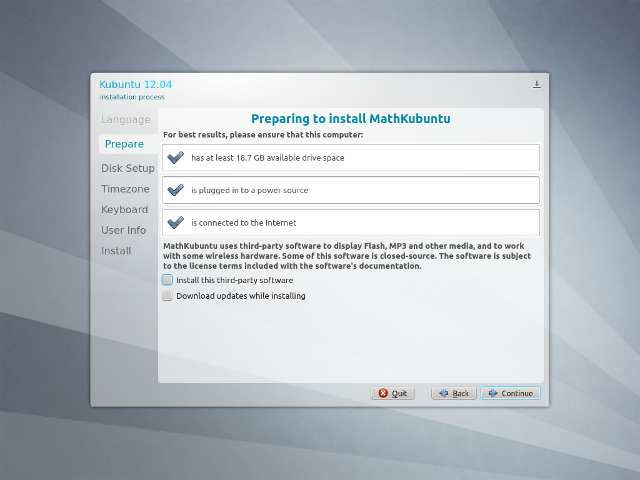 Kubuntu 12.04
installation process
Language
Prepare
Disk Setup
Timezone
Keyboard
User Info
Install
Preparing to install MathKubuntu
For best results, please ensure that this computer:
has at least 18.7 GB available drive space
is plugged in to a power source
is connected to the Internet
MathKubuntu uses third-party software to display Flash, MP3 and other media, and to work
with some wireless hardware. Some of this software is closed-source. The software is subject
to the license terms included with the software's documentation.
Install this third-party software
Download updates while installing
Quit
Back
Continue